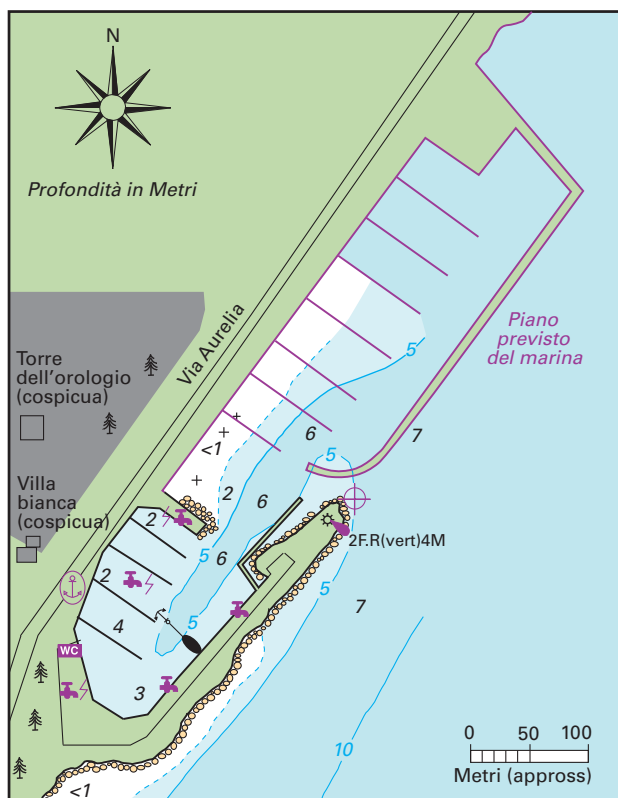 N
Profondità in Metri
Piano
previsto
del marina
Via Aurelia
5
Torre
dell'orologio
(cospicua)
6
7
<1
5
2
6
Villa
bianca
(cospicua)
2
2F.R(vert)4M
5
6
2
5
7
4
5
WC
3
10
<1
0 50 100
Metri (appross)